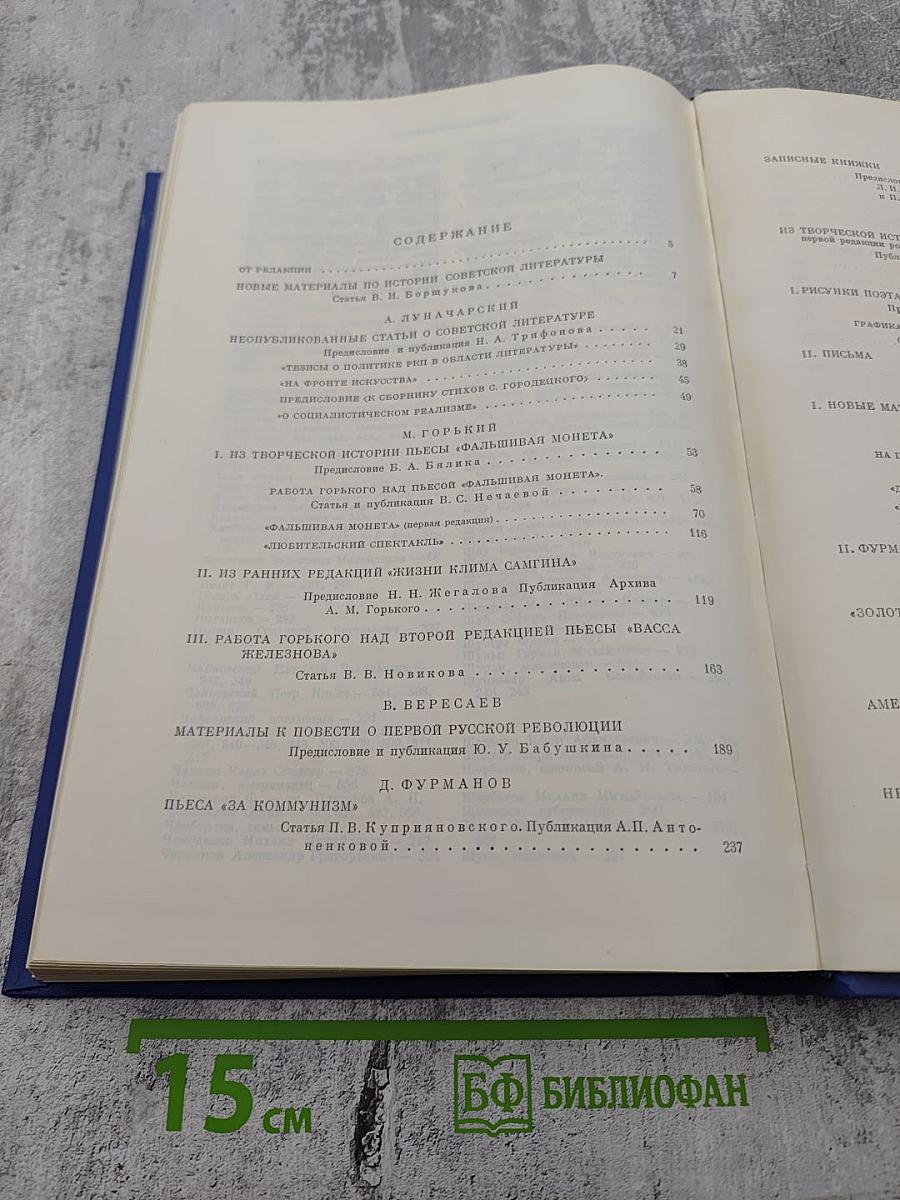 СОДЕРЖАНИЕ
ОТ РЕДАКЦИИ . . . . . . . . . . 5
НОВЫЕ МАТЕРИАЛЫ ПО ИСТОРИИ СОВЕТСКОЙ ЛИТЕРАТУРЫ
Статья В. И. Борщукова . . . . . . . . . . 7
А. ЛУНАЧАРСКИЙ
НЕОПУБЛИКОВАННЫЕ СТАТЬИ О СОВЕТСКОЙ ЛИТЕРАТУРЕ
Предисловие и публикация Н. А. Трифонова . . . . . 21
«ТЕЗИСЫ О ПОЛИТИКЕ РКП В ОБЛАСТИ ЛИТЕРАТУРЫ» . . . . . 29
«НА ФРОНТЕ ИСКУССТВА» . . . . . . . . . . 38
ПРЕДИСЛОВИЕ <К СБОРНИКУ СТИХОВ С. ГОРОДЕЦКОГО> . . . . . 45
«О СОЦИАЛИСТИЧЕСКОМ РЕАЛИЗМЕ» . . . . . . . . . . 49
М. ГОРЬКИЙ
I. ИЗ ТВОРЧЕСКОЙ ИСТОРИИ ПЬЕСЫ «ФАЛЬШИВАЯ МОНЕТА»
Предисловие Б. А. Бялика . . . . . . . . . . 53
РАБОТА ГОРЬКОГО НАД ПЬЕСОЙ «ФАЛЬШИВАЯ МОНЕТА».
Статья и публикация В. С. Нечаевой . . . . . . . . 58
«ФАЛЬШИВАЯ МОНЕТА» (первая редакция) . . . . . . . . . . 70
«ЛЮБИТЕЛЬСКИЙ СПЕКТАКЛЬ» . . . . . . . . . . 116
II. ИЗ РАННИХ РЕДАКЦИЙ «ЖИЗНИ КЛИМА САМГИНА»
Предисловие Н. Н. Жегалова Публикация Архива
А. М. Горького . . . . . . . . . . 119
III. РАБОТА ГОРЬКОГО НАД ВТОРОЙ РЕДАКЦИЕЙ ПЬЕСЫ «ВАССА
ЖЕЛЕЗНОВА»
Статья В. В. Новикова . . . . . . . . . . 163
В. ВЕРЕСАЕВ
МАТЕРИАЛЫ К ПОВЕСТИ О ПЕРВОЙ РУССКОЙ РЕВОЛЮЦИИ
Предисловие и публикация Ю. У. Бабушкина . . . . . 189
Д. ФУРМАНОВ
ПЬЕСА «ЗА КОММУНИЗМ»
Статья П. В. Куприяновского. Публикация А. П. Анто-
ненковой . . . . . . . . . . 237
ЗАПИСНЫЕ КНИЖКИ
Л. И.
и П.
первой редакции
I. РИСУНКИ ПОЭТА
ГРАФИКА
II. ПИСЬМА
I. НОВЫЕ
НА
II.
15 см
БФ БИБЛИОФАН